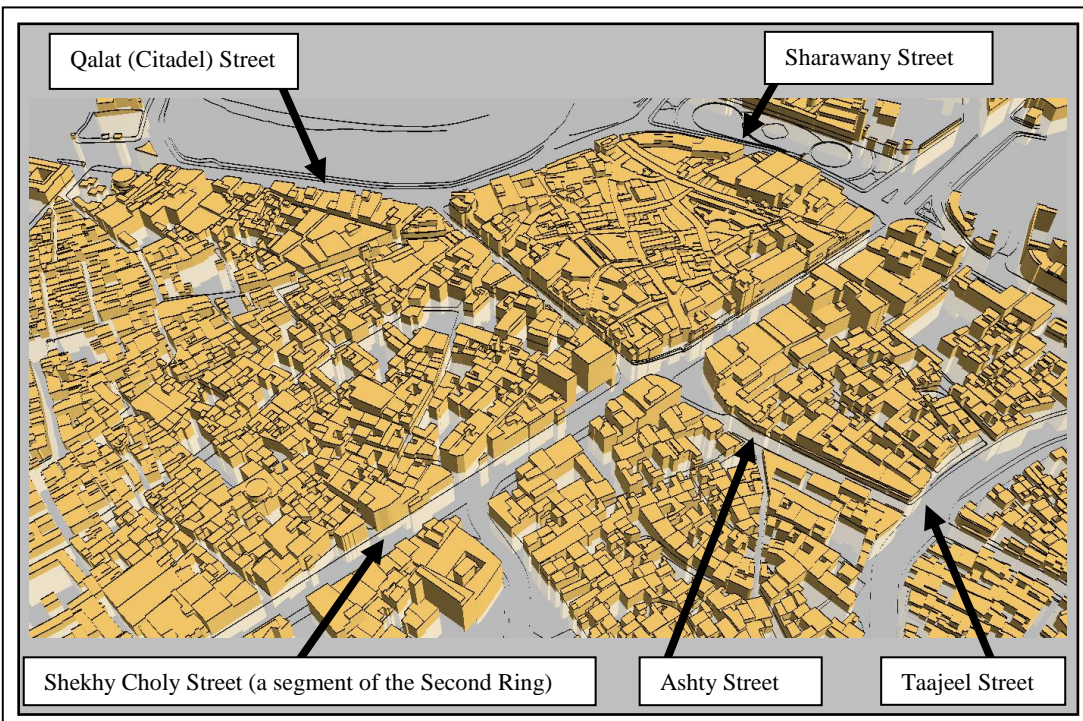 Qalat (Citadel) Street
Sharawany Street
Shekhy Choly Street (a segment of the Second Ring)
Ashty Street
Taajeel Street